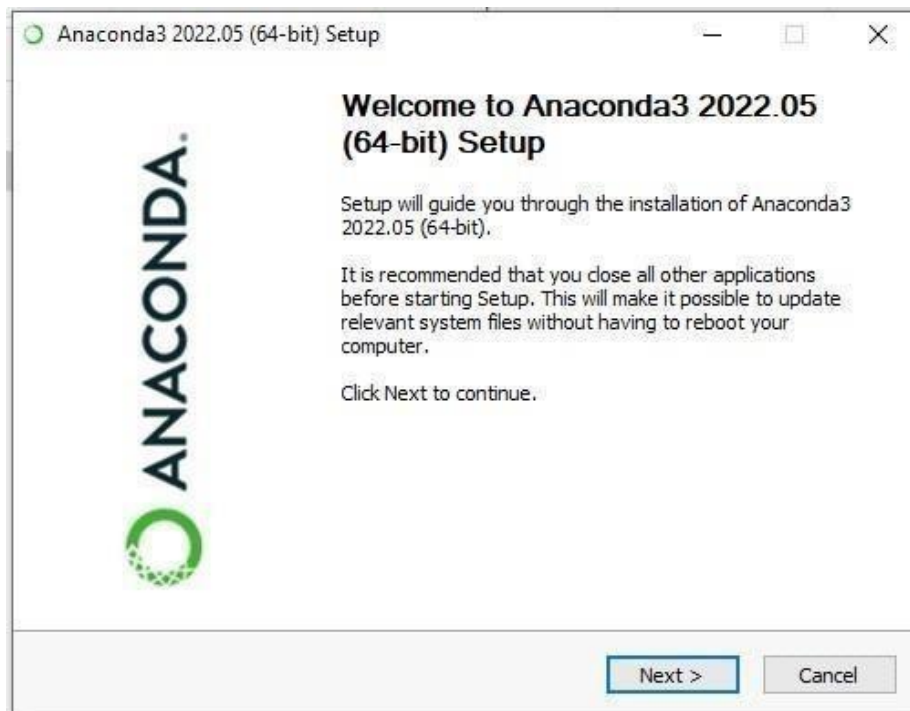 Anaconda3 2022.05 (64-bit) Setup
Welcome to Anaconda3 2022.05
(64-bit) Setup
Setup will guide you through the installation of Anaconda3
2022.05 (64-bit).
It is recommended that you close all other applications
before starting Setup. This will make it possible to update
relevant system files without having to reboot your
computer.
Click Next to continue.
ANACONDA.
Next >
Cancel